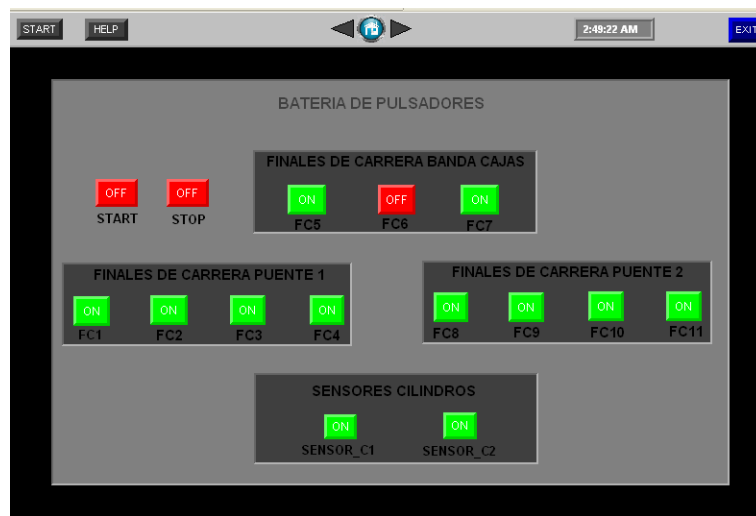 START HELP 2:49:22 AM EXIT
BATERIA DE PULSADORES
FINALES DE CARRERA BANDA CAJAS
OFF OFF ON OFF ON
START STOP FC5 FC6 FC7
FINALES DE CARRERA PUENTE 1 FINALES DE CARRERA PUENTE 2
ON ON ON ON ON ON ON ON
FC1 FC2 FC3 FC4 FC8 FC9 FC10 FC11
SENSORES CILINDROS
ON ON
SENSOR_C1 SENSOR_C2